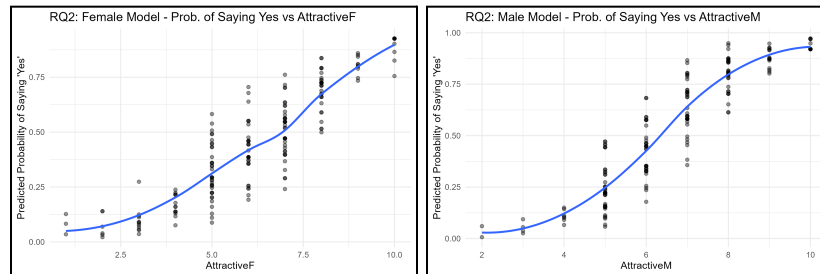 RQ2: Female Model - Prob. of Saying Yes vs AttractiveF
Predicted Probability of Saying 'Yes'
0.75
0.50
0.25
0.00
2.5 5.0 7.5 10.0
AttractiveF
RQ2: Male Model - Prob. of Saying Yes vs AttractiveM
Predicted Probability of Saying 'Yes'
1.00
0.75
0.50
0.25
0.00
2 4 6 8 10
AttractiveM